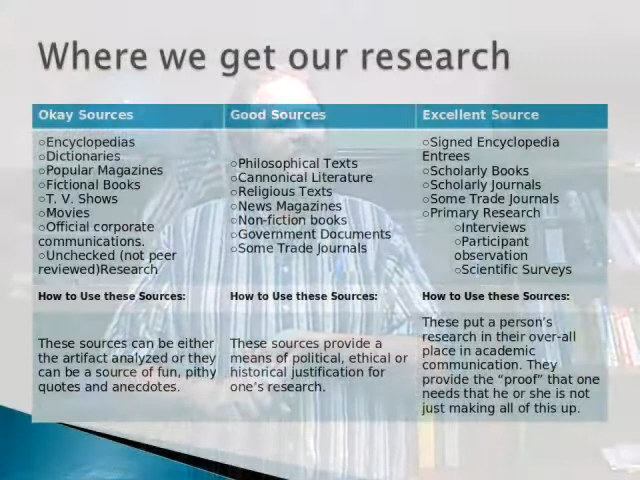 Where we get our research
Okay Sources
Good Sources
Excellent Source
○Encyclopedias
○Dictionaries
○Popular Magazines
○Fictional Books
○T. V. Shows
○Movies
○Official corporate
communications.
○Unchecked (not peer
reviewed)Research
○Philosophical Texts
○Cannonical Literature
○Religious Texts
○News Magazines
○Non-fiction books
○Government Documents
○Some Trade Journals
○Signed Encyclopedia
Entrees
○Scholarly Books
○Scholarly Journals
○Some Trade Journals
○Primary Research
○Interviews
○Participant
observation
○Scientific Surveys
How to Use these Sources:
How to Use these Sources:
How to Use these Sources:
These sources can be either
the artifact analyzed or they
can be a source of fun, pithy
quotes and anecdotes.
These sources provide a
means of political, ethical or
historical justification for
one’s research.
These put a person’s
research in their over-all
place in academic
communication. They
provide the “proof” that one
needs that he or she is not
just making all of this up.